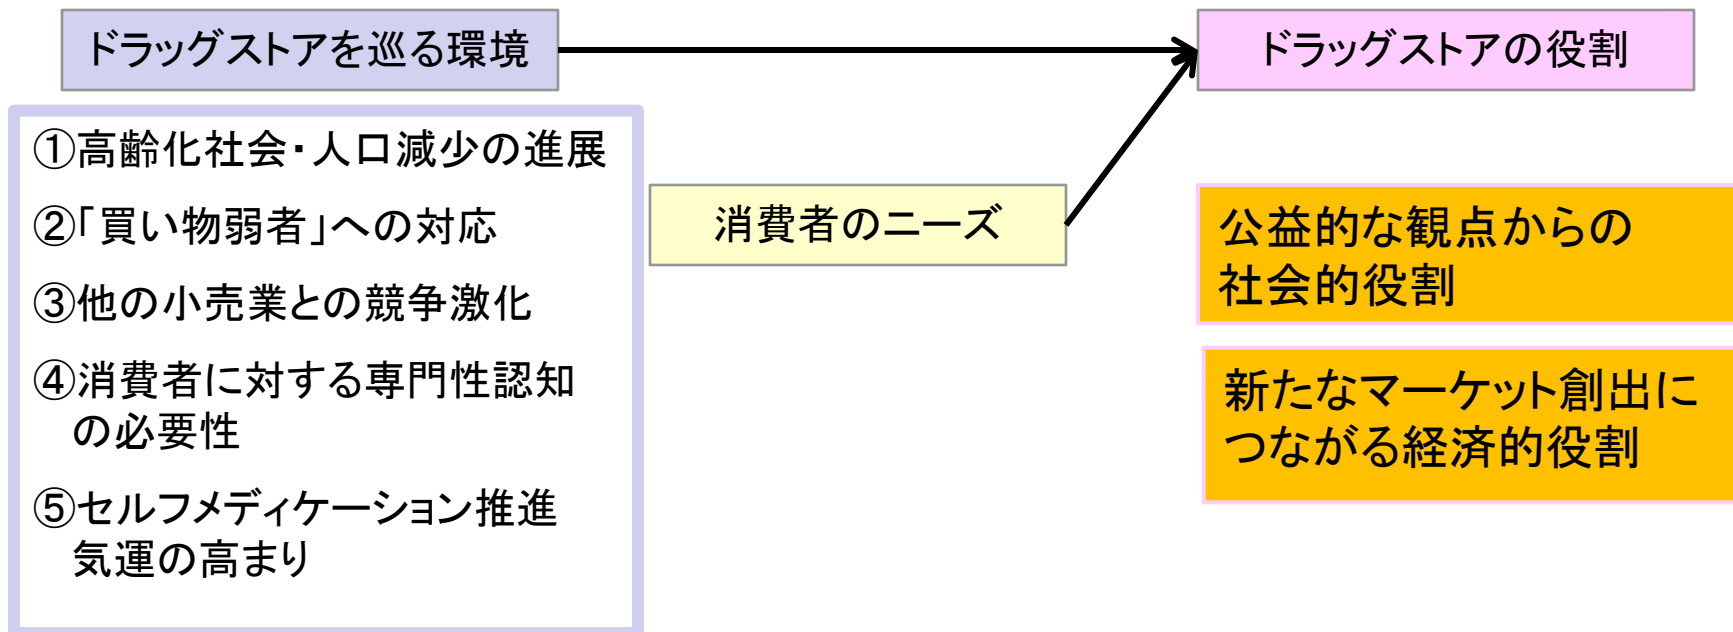 ドラッグストアを巡る環境
ドラッグストアの役割
①高齢化社会・人口減少の進展
②「買い物弱者」への対応
③他の小売業との競争激化
④消費者に対する専門性認知
の必要性
⑤セルフメディケーション推進
気運の高まり
消費者のニーズ
公益的な観点からの
社会的役割
新たなマーケット創出に
つながる経済的役割